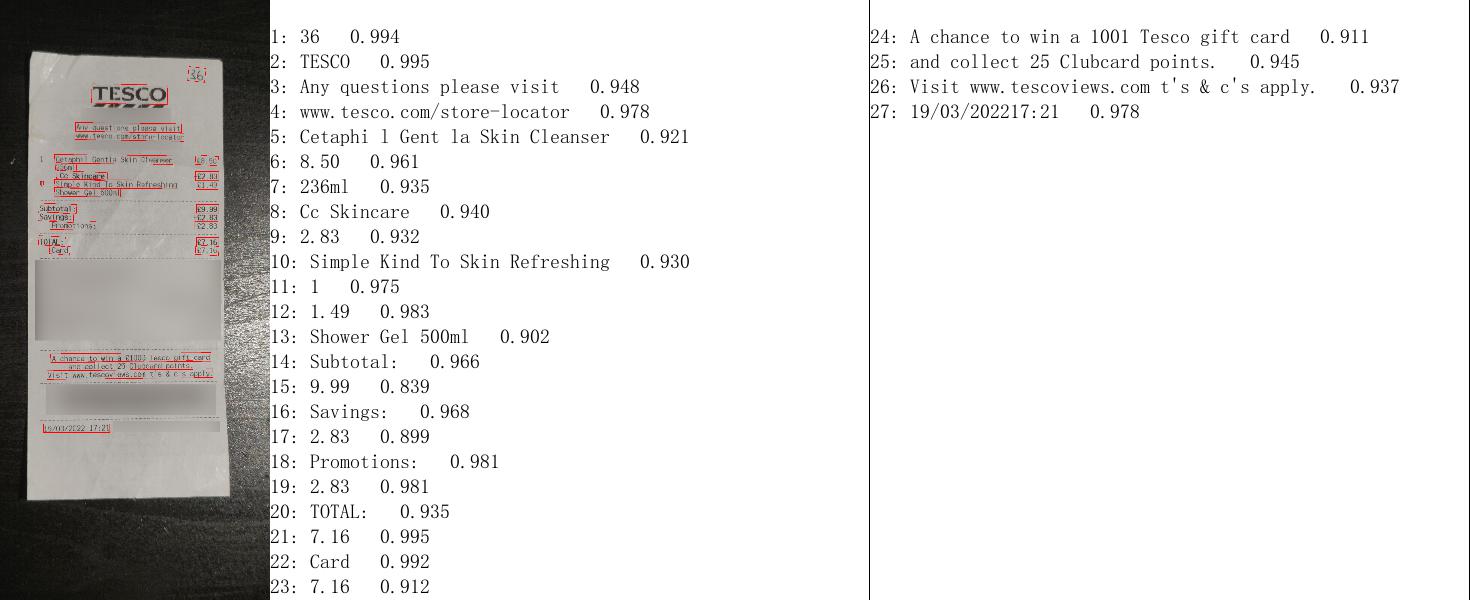 36
TESCO
Any questions please visit
www.tesco.com/store-locator
1 Cetaphil Gentle Skin Cleanser £8.50
236ml
Cc Skincare -£2.83
Simple Kind To Skin Refreshing £1.49
Shower Gel 500ml
Subtotal: £9.99
Savings: -£2.83
Promotions: -£2.83
TOTAL: £7.16
Card £7.16
A chance to win a £1000 Tesco gift card
and collect 25 Clubcard points.
Visit www.tescoviews.com t's & c's apply.
19/03/2022 17:21
1: 36 0.994
2: TESCO 0.995
3: Any questions please visit 0.948
4: www.tesco.com/store-locator 0.978
5: Cetaphi l Gent la Skin Cleanser 0.921
6: 8.50 0.961
7: 236ml 0.935
8: Cc Skincare 0.940
9: 2.83 0.932
10: Simple Kind To Skin Refreshing 0.930
11: 1 0.975
12: 1.49 0.983
13: Shower Gel 500ml 0.902
14: Subtotal: 0.966
15: 9.99 0.839
16: Savings: 0.968
17: 2.83 0.899
18: Promotions: 0.981
19: 2.83 0.981
20: TOTAL: 0.935
21: 7.16 0.995
22: Card 0.992
23: 7.16 0.912
24: A chance to win a 1001 Tesco gift card 0.911
25: and collect 25 Clubcard points. 0.945
26: Visit www.tescoviews.com t's & c's apply. 0.937
27: 19/03/202217:21 0.978